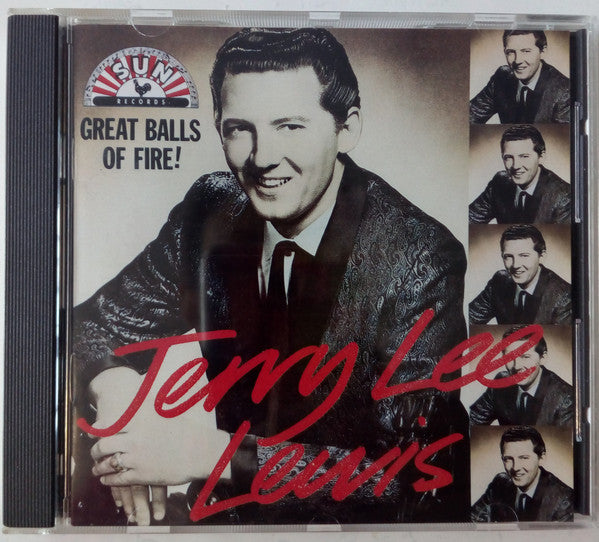 SUN
RECORDS
GREAT BALLS
OF FIRE!
Jerry Lee
Lewis